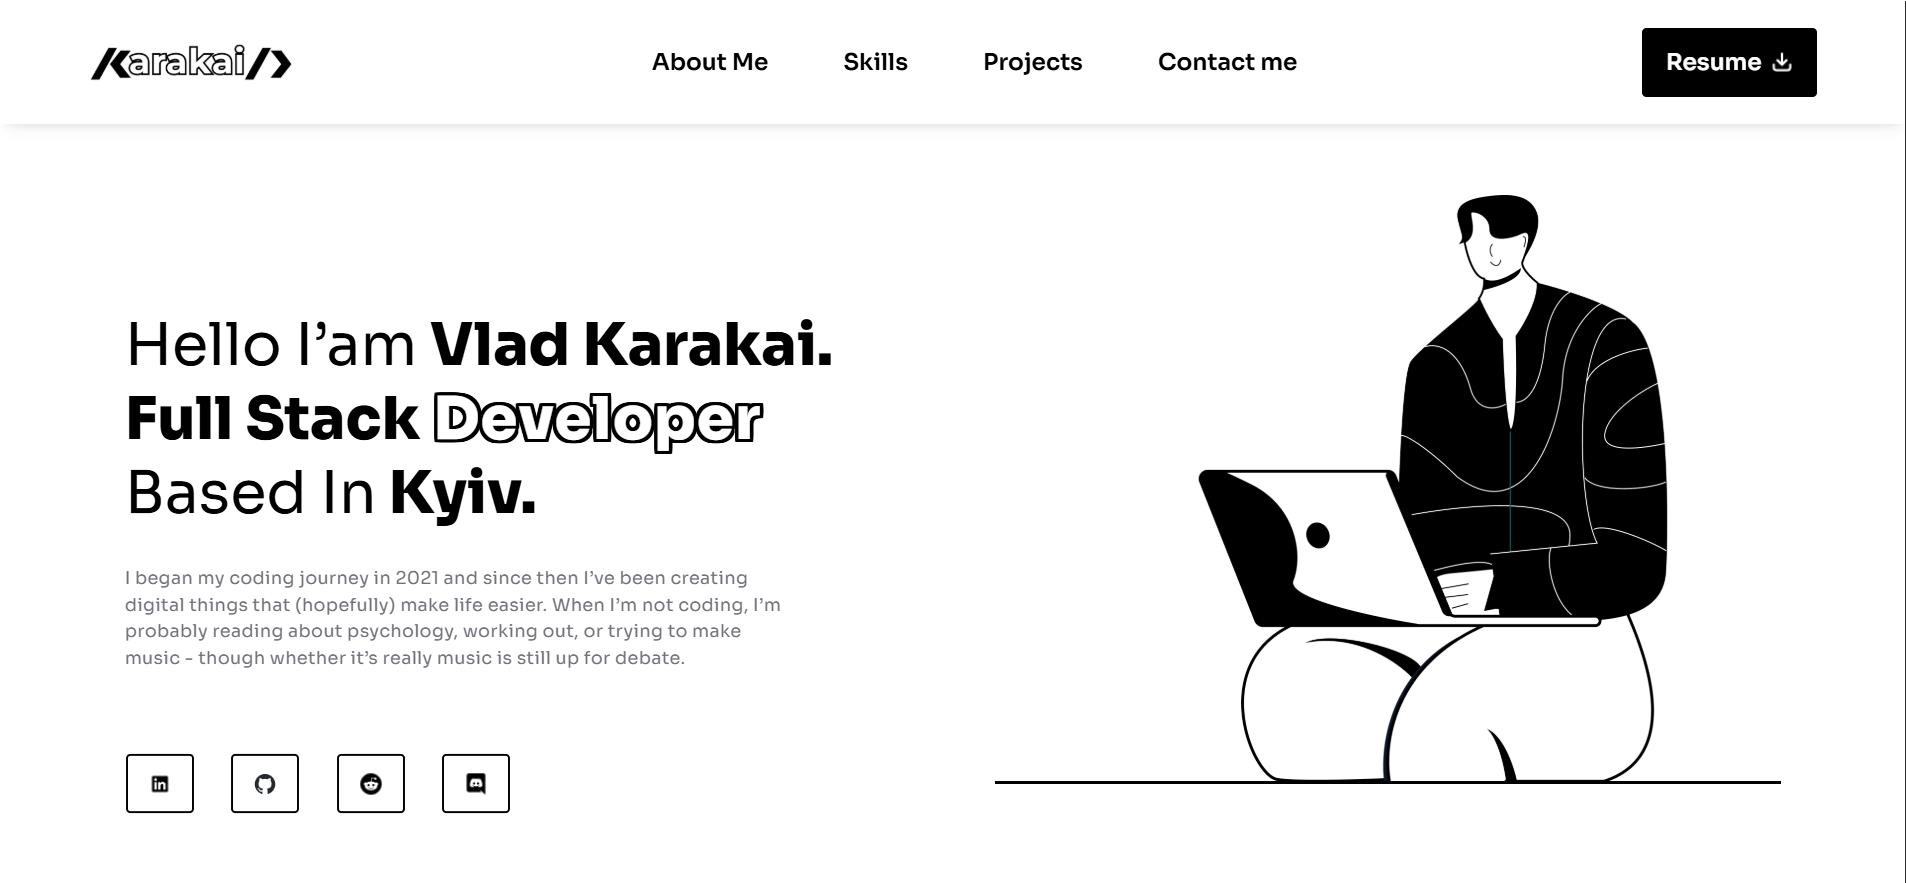 Karakai
About Me Skills Projects Contact me Resume
Hello I’am Vlad Karakai.
Full Stack Developer
Based In Kyiv.
I began my coding journey in 2021 and since then I’ve been creating
digital things that (hopefully) make life easier. When I’m not coding, I’m
probably reading about psychology, working out, or trying to make
music - though whether it’s really music is still up for debate.
in